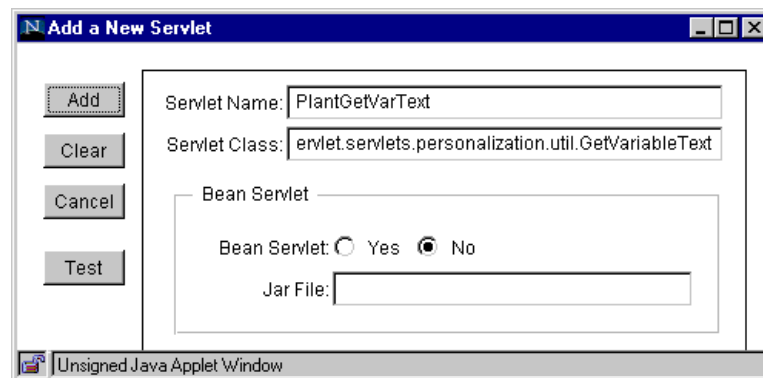 N Add a New Servlet
Add
Servlet Name: PlantGetVarText
Clear
Servlet Class: ervlet.servlets.personalization.util.GetVariableText
Cancel
Bean Servlet
Bean Servlet: Yes No
Test
Jar File:
Unsigned Java Applet Window